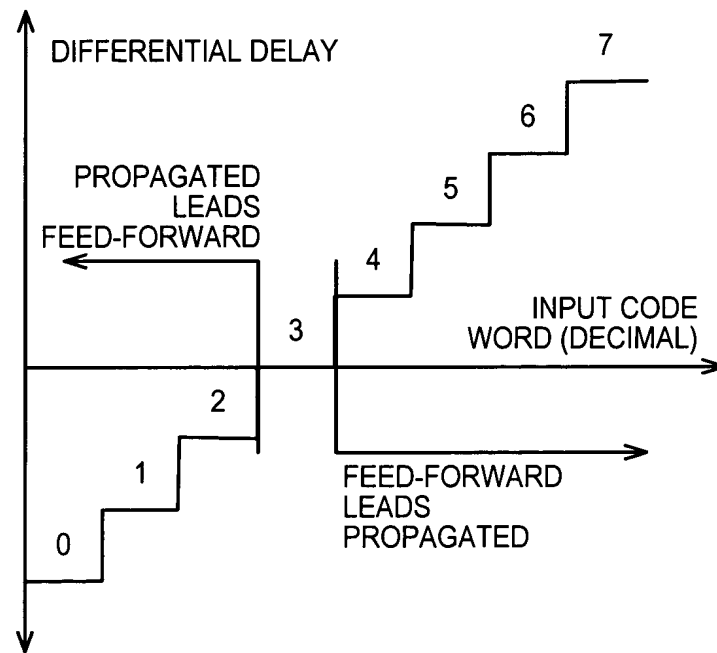 DIFFERENTIAL DELAY
7
6
PROPAGATED
LEADS
FEED-FORWARD
5
4
INPUT CODE
WORD (DECIMAL)
3
2
FEED-FORWARD
LEADS
PROPAGATED
1
0